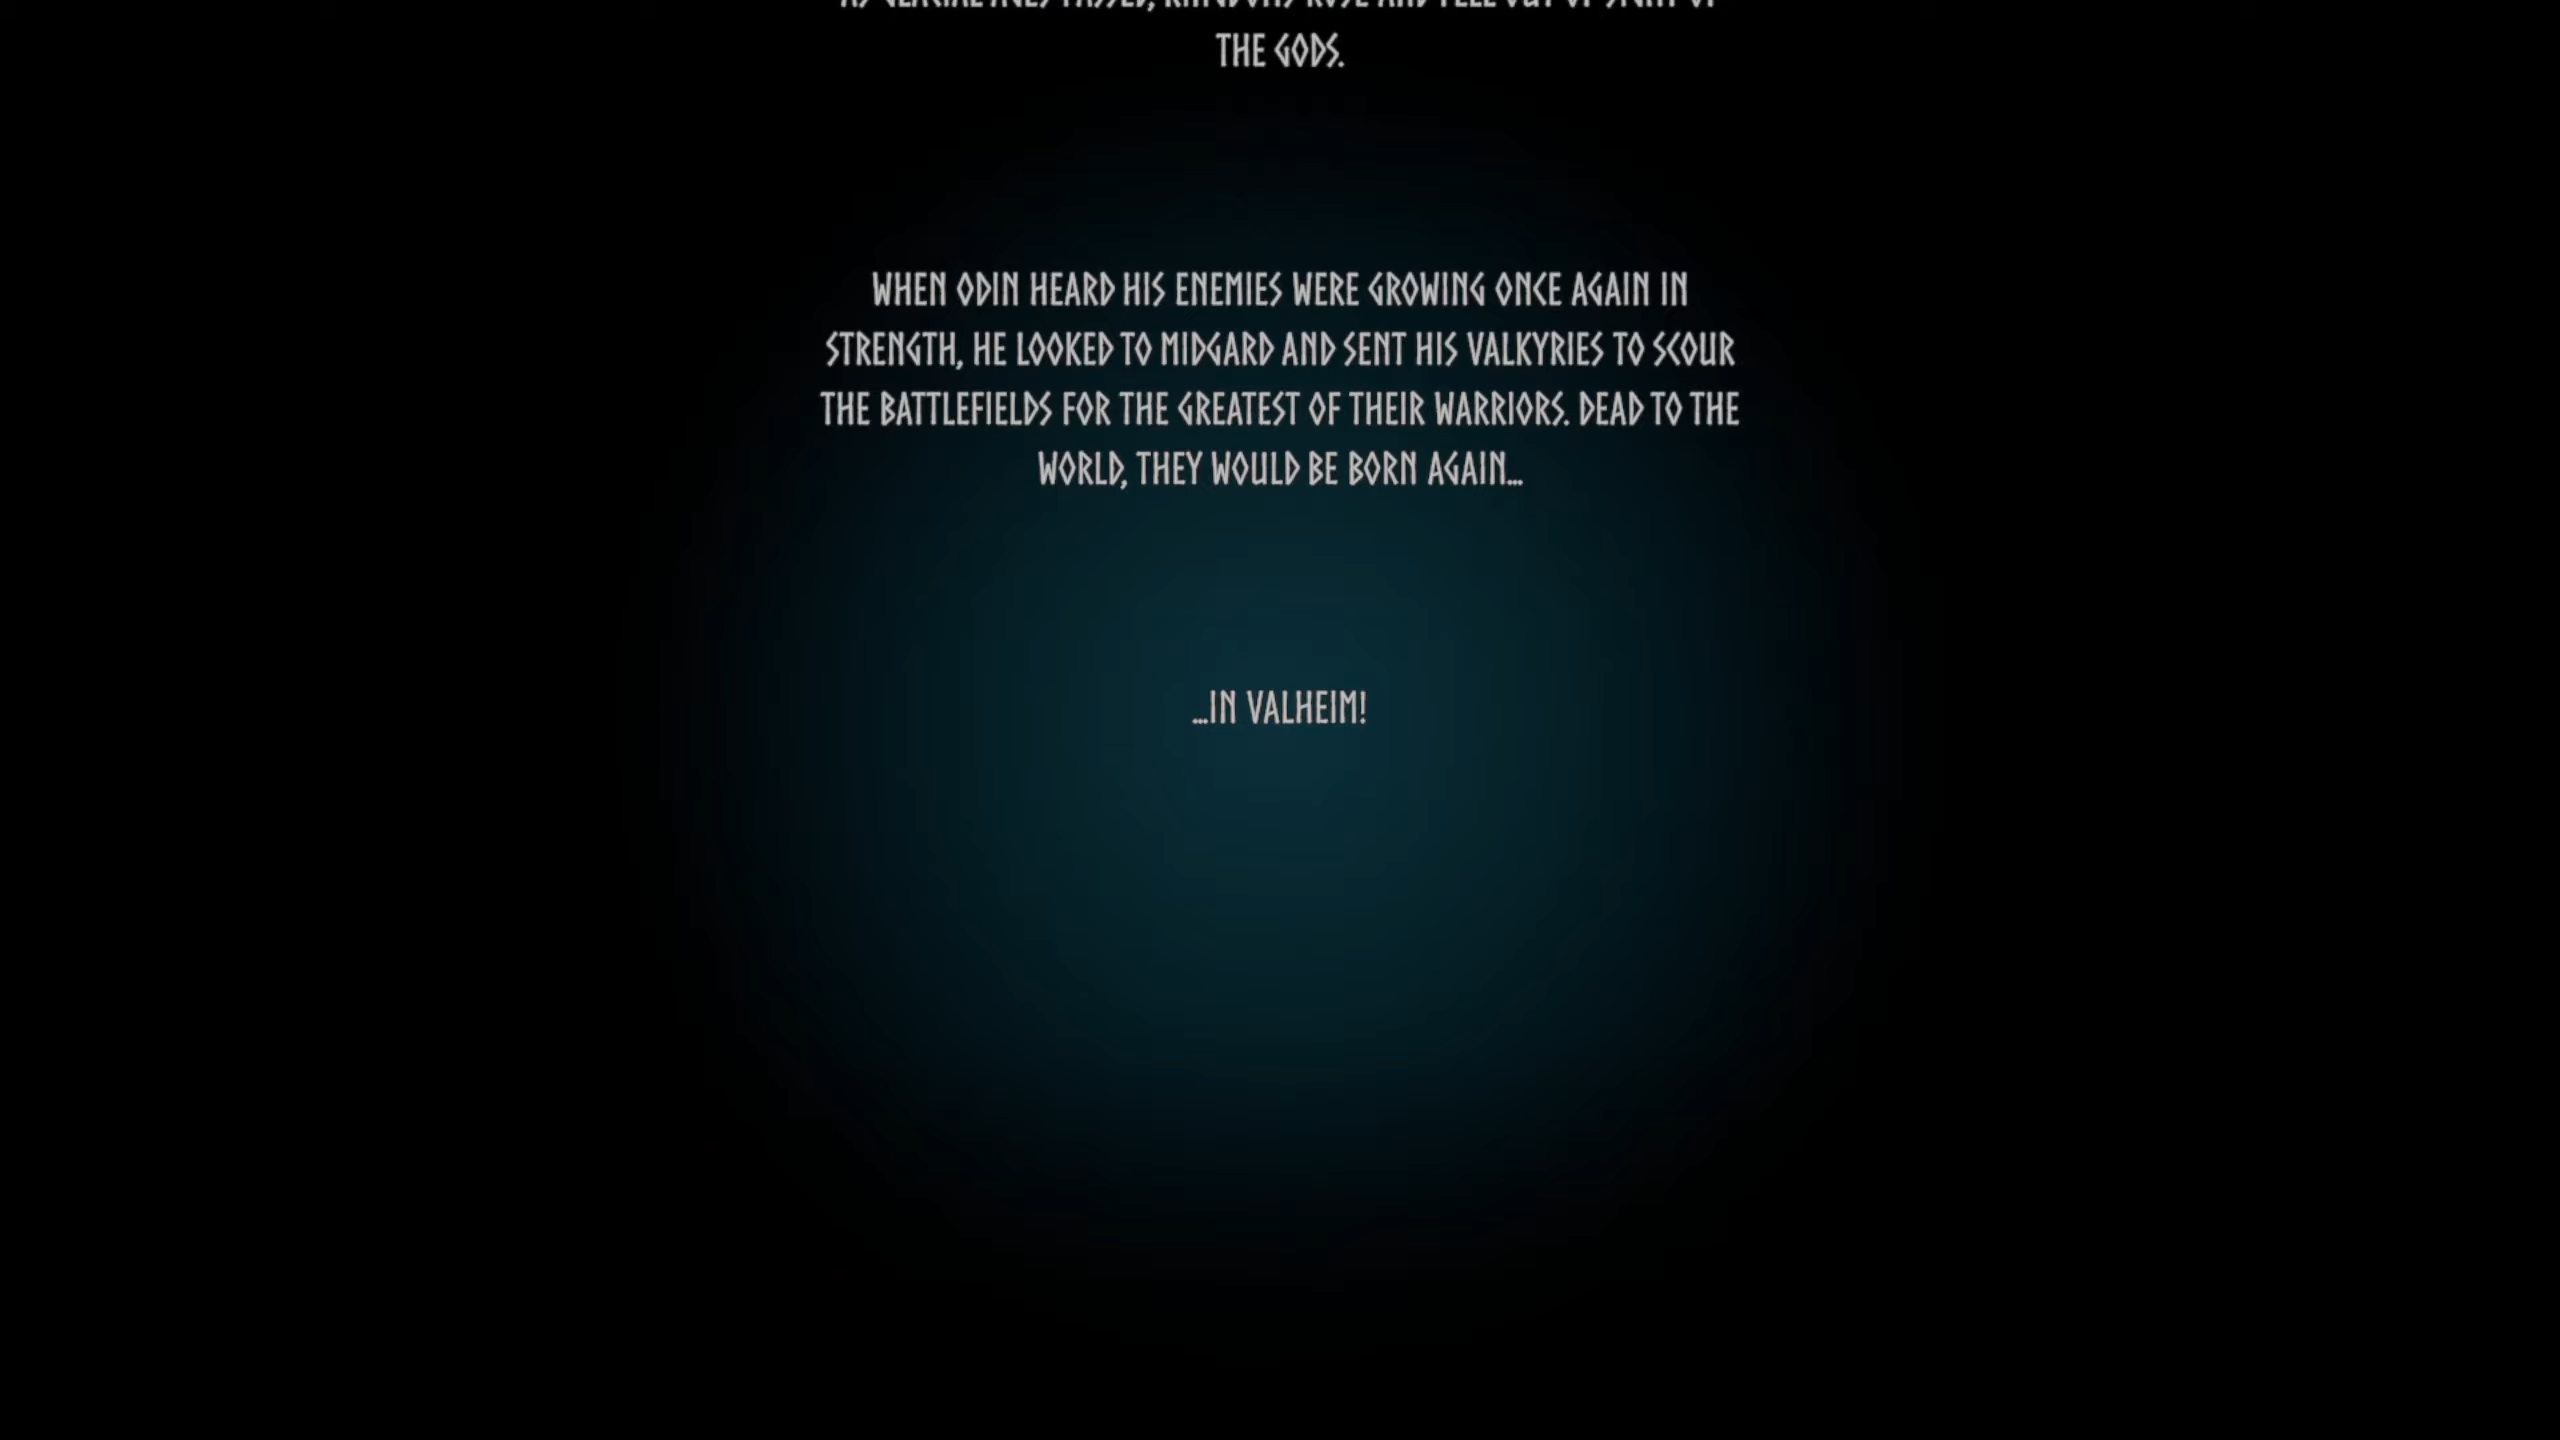 THE GODS.
WHEN ODIN HEARD HIS ENEMIES WERE GROWING ONCE AGAIN IN
STRENGTH, HE LOOKED TO MIDGARD AND SENT HIS VALKYRIES TO SCOUR
THE BATTLEFIELDS FOR THE GREATEST OF THEIR WARRIORS. DEAD TO THE
WORLD, THEY WOULD BE BORN AGAIN...
...IN VALHEIM!